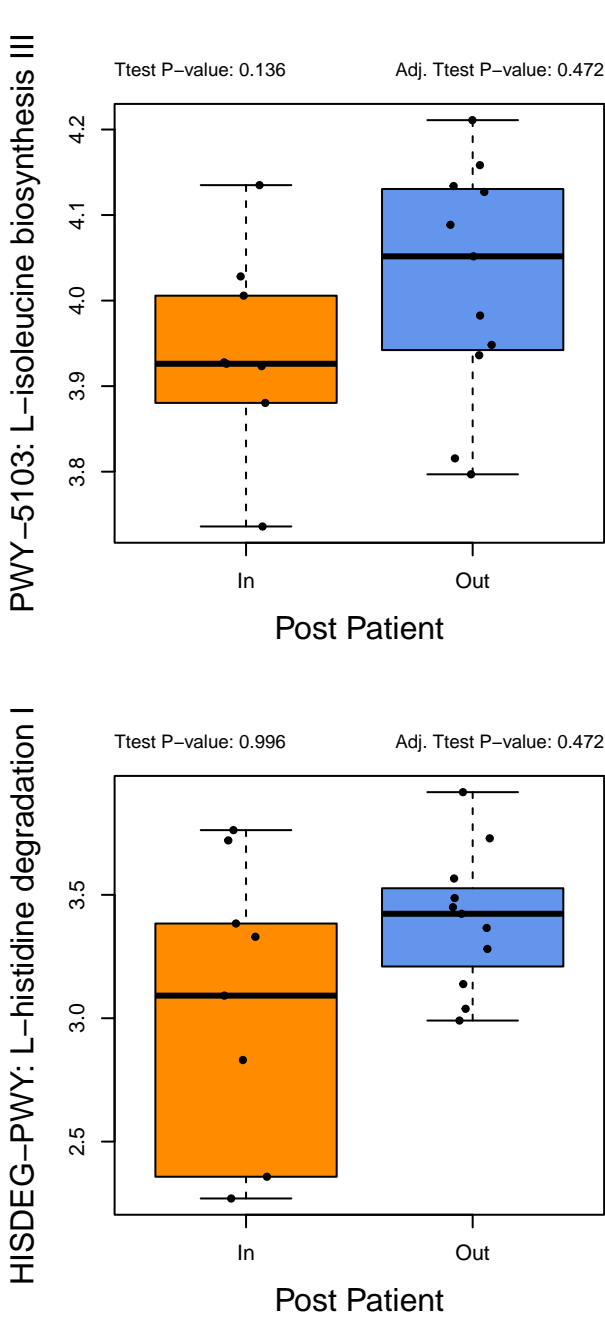 Ttest P−value: 0.136 Adj. Ttest P−value: 0.472
PWY−5103: L−isoleucine biosynthesis III
4.2
4.1
4.0
3.9
3.8
In Out
Post Patient
Ttest P−value: 0.996 Adj. Ttest P−value: 0.472
HISDEG−PWY: L−histidine degradation I
3.5
3.0
2.5
In Out
Post Patient